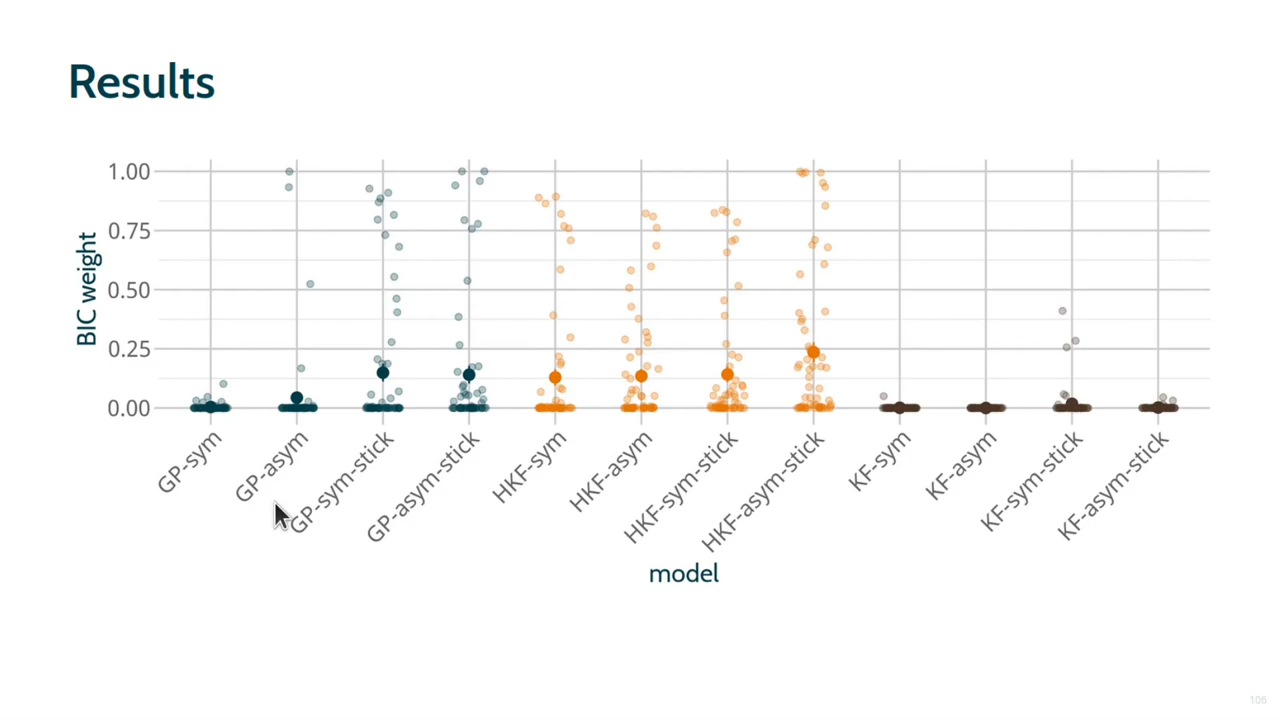 Results
BIC weight
1.00
0.75
0.50
0.25
0.00
GP-sym
GP-asym
GP-sym-stick
GP-asym-stick
HKF-sym
HKF-asym
HKF-sym-stick
HKF-asym-stick
KF-sym
KF-asym
KF-sym-stick
KF-asym-stick
model
106